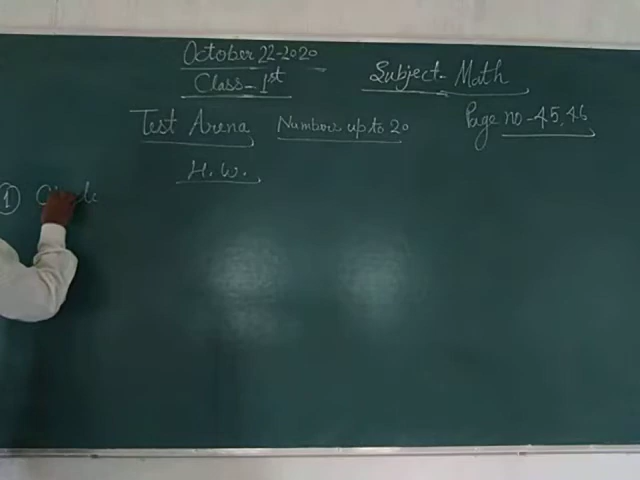 October 22-2020
Class-1st
Subject- Math
Test Arena Numbers up to 20
Page no-45,46
H.W.
①